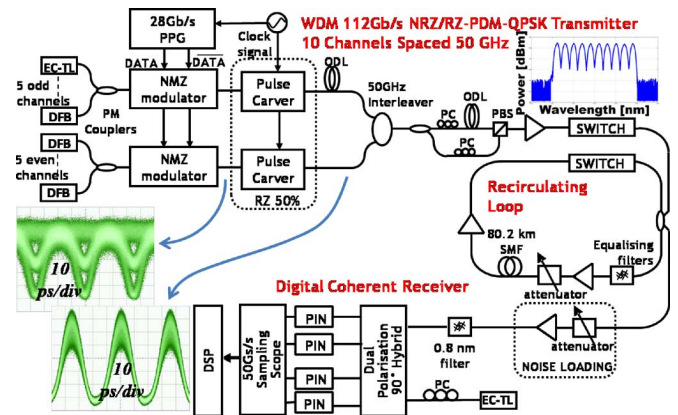 28Gb/s
PPG
Clock
signal
WDM 112Gb/s NRZ/RZ-PDM-QPSK Transmitter
10 Channels Spaced 50 GHz
Power [dBm]
Wavelength [nm]
DATA
DATA
EC-TL
5 odd
channels
DFB
PM
Couplers
NMZ
modulator
Pulse
Carver
ODL
50GHz
Interleaver
PC
ODL
PBS
PC
SWITCH
DFB
5 even
channels
DFB
NMZ
modulator
Pulse
Carver
RZ 50%
SWITCH
Recirculating
Loop
80.2 km
SMF
Equalising
filters
attenuator
10
ps/div
10
ps/div
Digital Coherent Receiver
DSP
50Gs/s
Sampling
Scope
PIN
PIN
PIN
PIN
Dual
Polarisation
90° Hybrid
0.8 nm
filter
attenuator
NOISE LOADING
PC
EC-TL